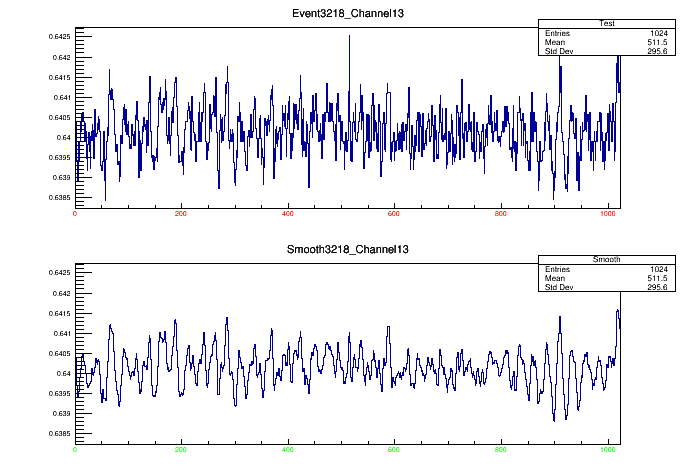 Event3218_Channel13
Test
Entries 1024
Mean 511.5
Std Dev 295.6
0.6425
0.642
0.6415
0.641
0.6405
0.64
0.6395
0.639
0.6385
0 200 400 600 800 1000
Smooth3218_Channel13
Smooth
Entries 1024
Mean 511.5
Std Dev 295.6
0.6425
0.642
0.6415
0.641
0.6405
0.64
0.6395
0.639
0.6385
0 200 400 600 800 1000